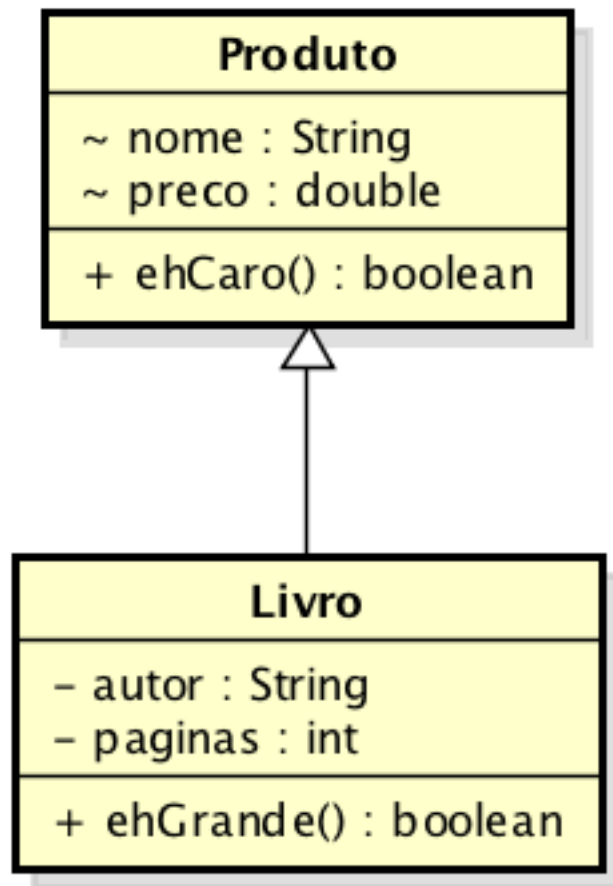 Produto
~ nome : String
~ preco : double
+ ehCaro() : boolean
Livro
- autor : String
- paginas : int
+ ehGrande() : boolean